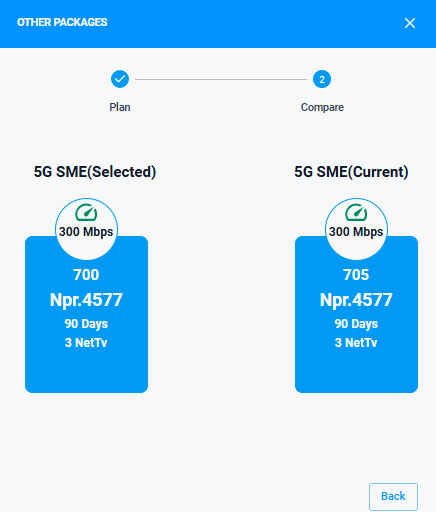 OTHER PACKAGES
2
Plan
Compare
5G SME(Selected)
300 Mbps
700
Npr.4577
90 Days
3 NetTv
5G SME(Current)
300 Mbps
705
Npr.4577
90 Days
3 NetTv
Back